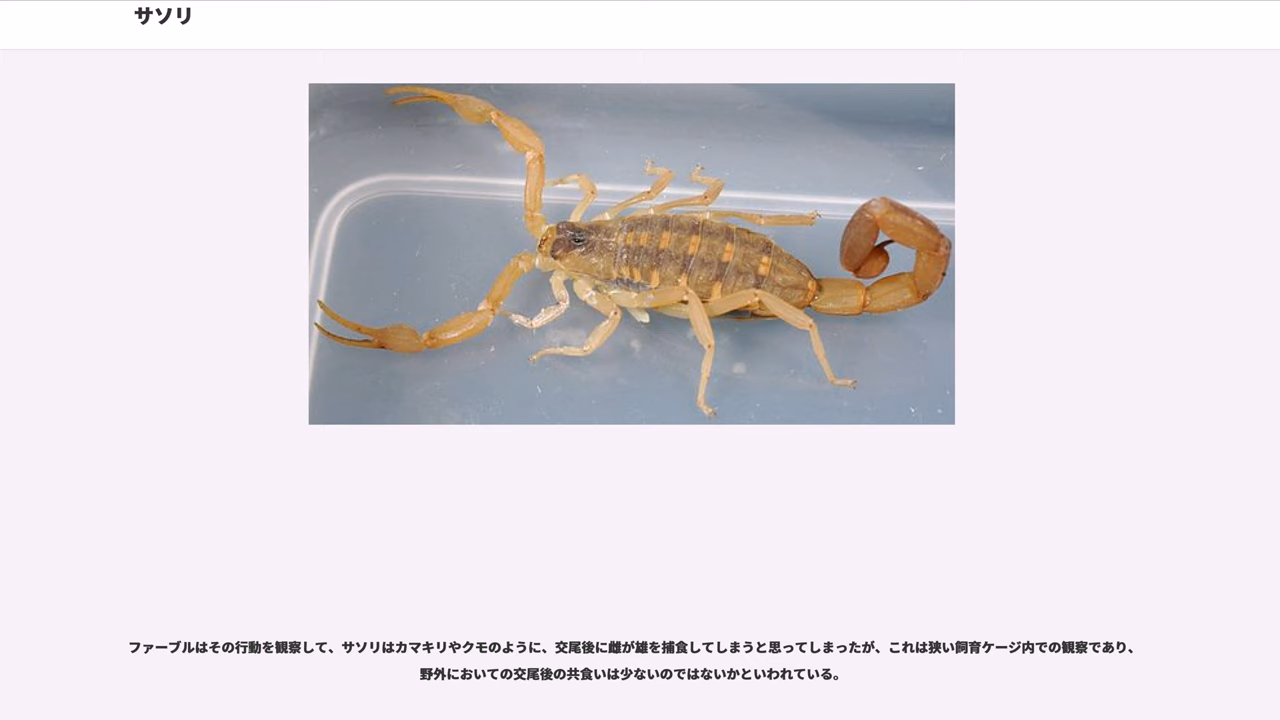 サソリ
ファーブルはその行動を観察して、サソリはカマキリやクモのように、交尾後に雌が雄を捕食してしまうと思ってしまったが、これは狭い飼育ケージ内での観察であり、
野外においての交尾後の共食いは少ないのではないかといわれている。